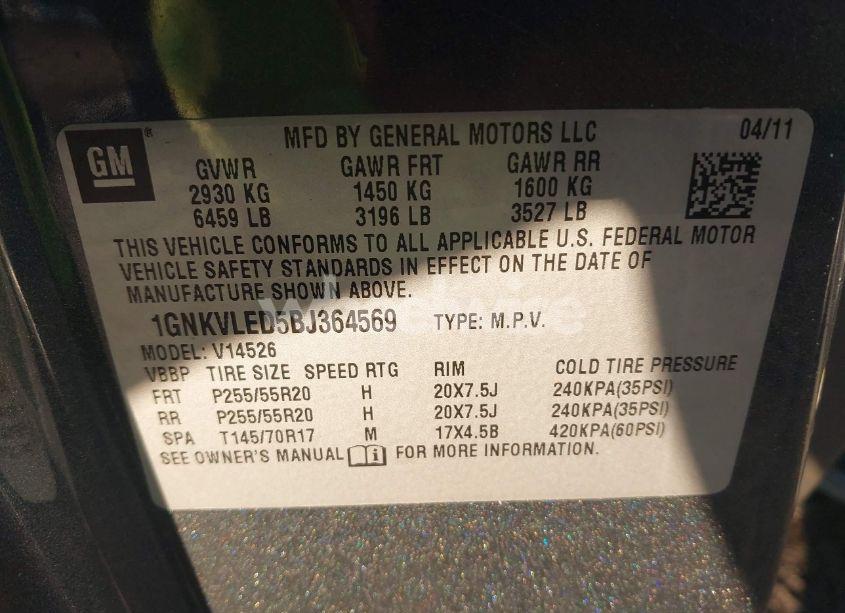 GM ® MFD BY GENERAL MOTORS LLC 04/11
GVWR GAWR FRT GAWR RR
2930 KG 1450 KG 1600 KG
6459 LB 3196 LB 3527 LB
THIS VEHICLE CONFORMS TO ALL APPLICABLE U.S. FEDERAL MOTOR
VEHICLE SAFETY STANDARDS IN EFFECT ON THE DATE OF
MANUFACTURE SHOWN ABOVE.
1GNKVLED5BJ364569 TYPE: M.P.V.
MODEL: V14526
VBBP TIRE SIZE SPEED RTG RIM COLD TIRE PRESSURE
FRT P255/55R20 H 20X7.5J 240KPA(35PSI)
RR P255/55R20 H 20X7.5J 240KPA(35PSI)
SPA T145/70R17 M 17X4.5B 420KPA(60PSI)
SEE OWNER'S MANUAL FOR MORE INFORMATION.